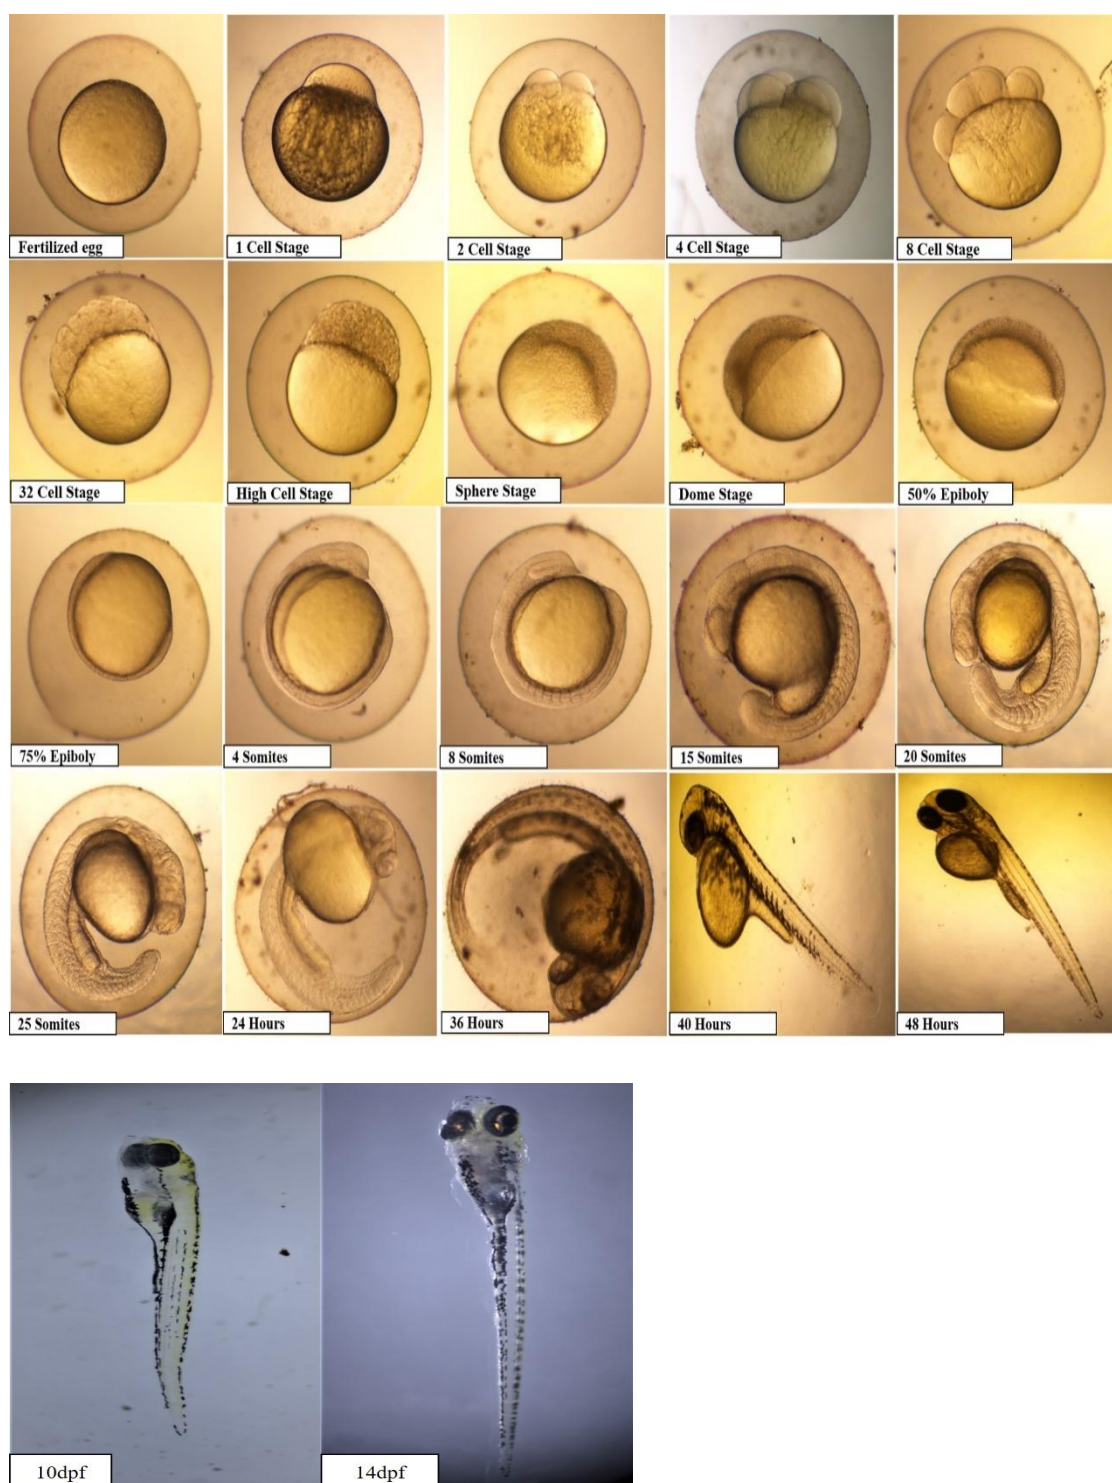 Fertilized egg
1 Cell Stage
2 Cell Stage
4 Cell Stage
8 Cell Stage
32 Cell Stage
High Cell Stage
Sphere Stage
Dome Stage
50% Epiboly
75% Epiboly
4 Somites
8 Somites
15 Somites
20 Somites
25 Somites
24 Hours
36 Hours
40 Hours
48 Hours
10dpf
14dpf